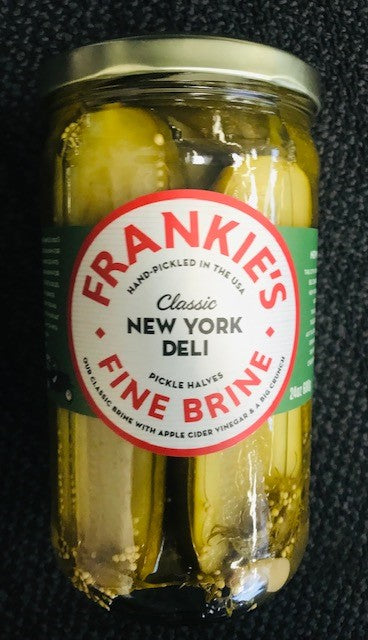 FRANKIE'S
HAND-PICKLED IN THE USA
Classic
NEW YORK
DELI
PICKLE HALVES
FINE BRINE
OUR CLASSIC BRINE WITH APPLE CIDER VINEGAR & A BIG CRUNCH
24oz